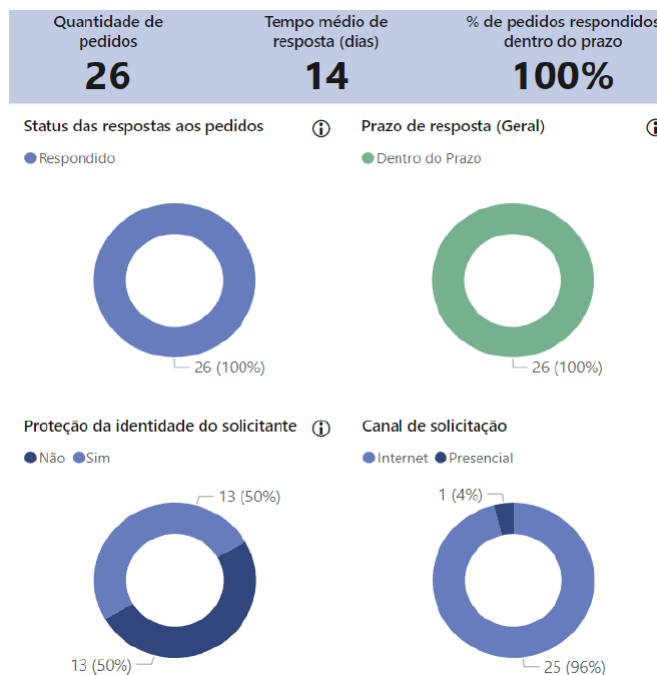 Quantidade de
pedidos
26
Tempo médio de
resposta (dias)
14
% de pedidos respondidos
dentro do prazo
100%
Status das respostas aos pedidos
Respondido
26 (100%)
Prazo de resposta (Geral)
Dentro do Prazo
26 (100%)
Proteção da identidade do solicitante
Não Sim
13 (50%)
13 (50%)
Canal de solicitação
Internet Presencial
1 (4%)
25 (96%)